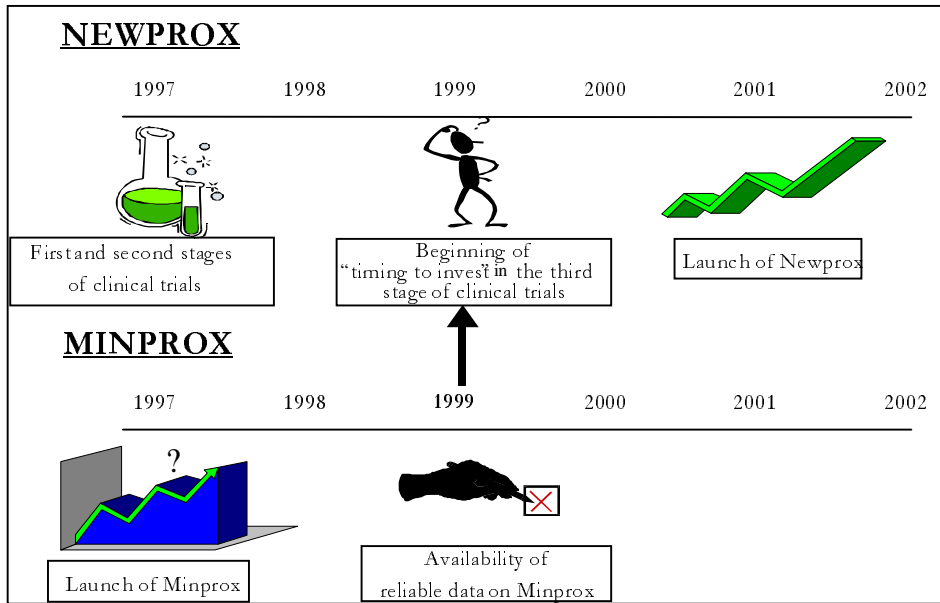 NEWPROX
1997 1998 1999 2000 2001 2002
?
First and second stages
of clinical trials
Beginning of
“timing to invest” in the third
stage of clinical trials
Launch of Newprox
MINPROX
1997 1998 1999 2000 2001 2002
?
Launch of Minprox
Availability of
reliable data on Minprox